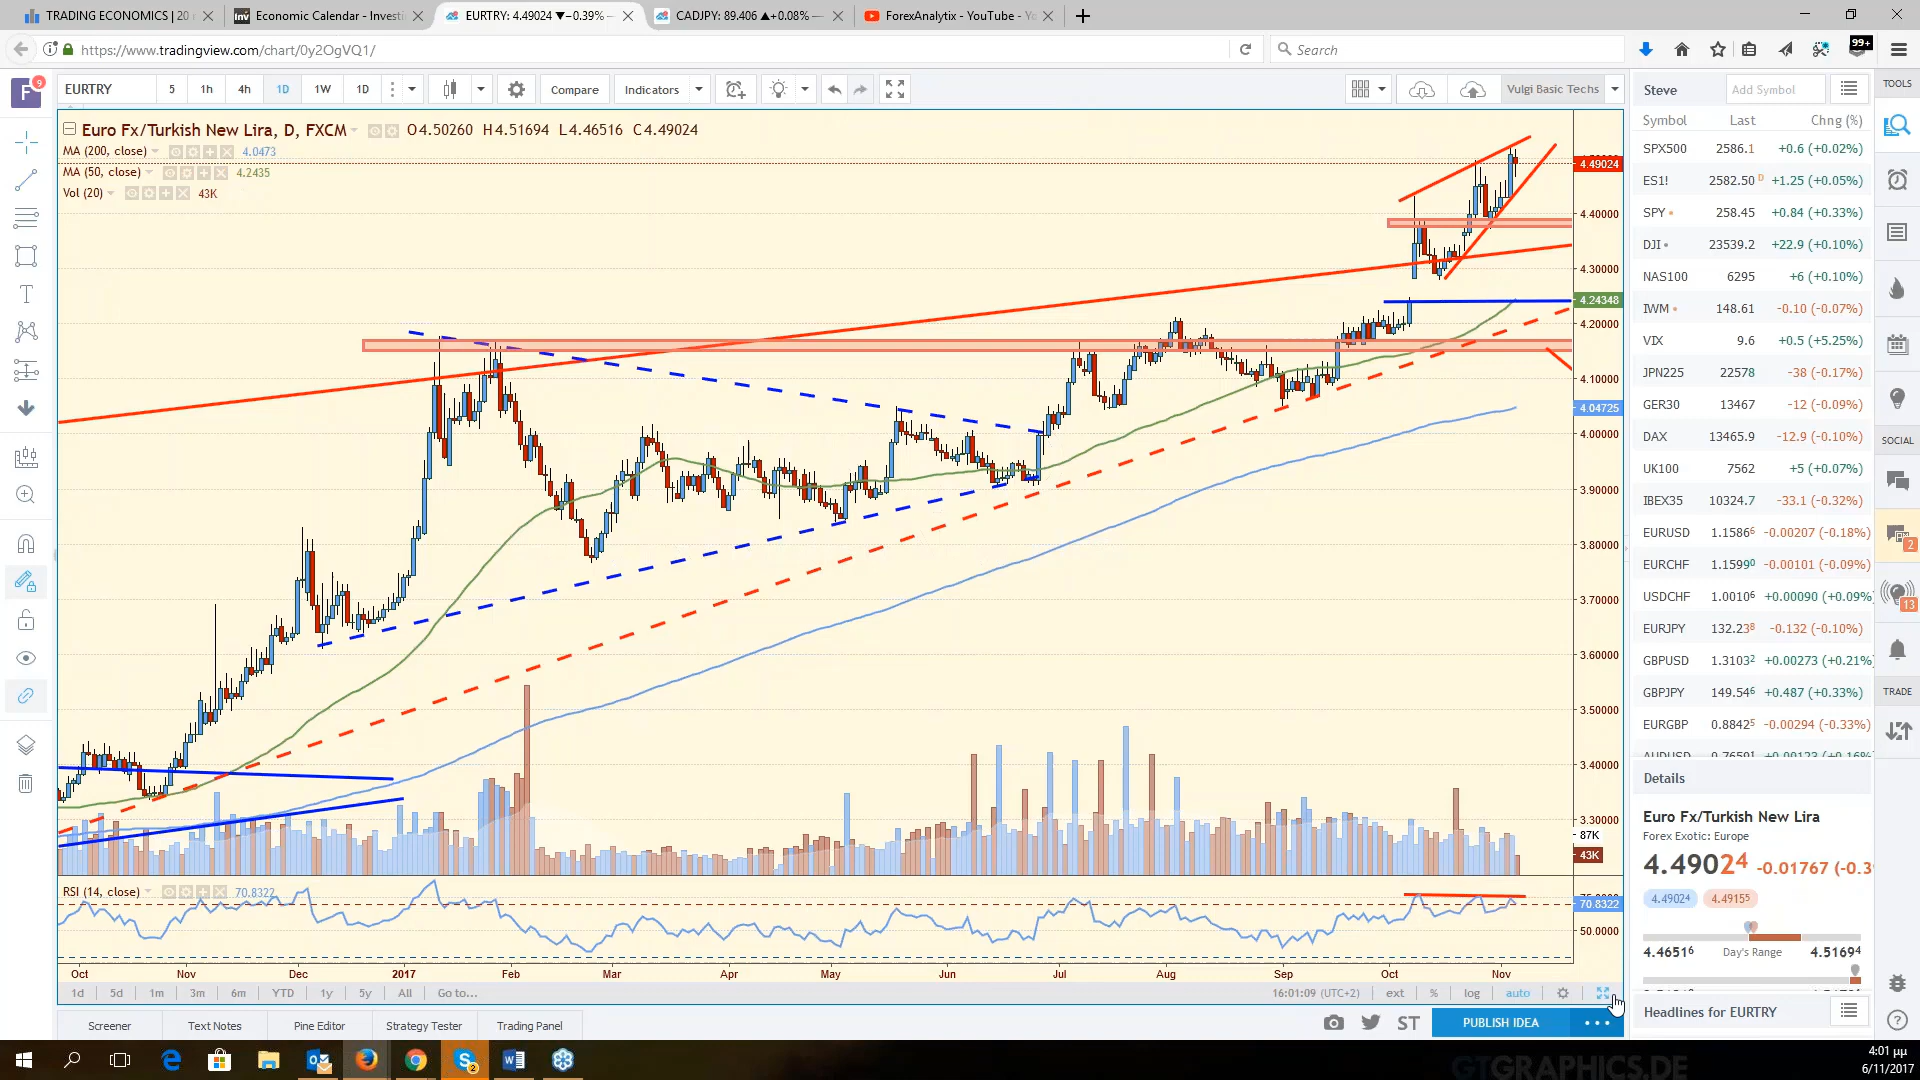 TRADING ECONOMICS | 20
Economic Calendar - Investi
EURTRY: 4.49024 ▼−0.39%
CADJPY: 89.406 ▲+0.08% —
ForexAnalytix - YouTube - Yo
https://www.tradingview.com/chart/0y2OgVQ1/
Search
99+
F
9
EURTRY
5
1h
4h
1D
1W
1D
Compare
Indicators
Vulgi Basic Techs
Euro Fx/Turkish New Lira, D, FXCM
O4.50260 H4.51694 L4.46516 C4.49024
MA (200, close)
4.0473
MA (50, close)
4.2435
Vol (20)
43K
4.49024
4.40000
4.30000
4.24348
4.20000
4.10000
4.04725
4.00000
3.90000
3.80000
3.70000
3.60000
3.50000
3.40000
3.30000
87K
43K
RSI (14, close)
70.8322
70.8322
50.0000
Oct Nov Dec 2017 Feb Mar Apr May Jun Jul Aug Sep Oct Nov
1d 5d 1m 3m 6m YTD 1y 5y All Go to...
16:01:09 (UTC+2) ext % log auto
Screener
Text Notes
Pine Editor
Strategy Tester
Trading Panel
ST
PUBLISH IDEA
Steve
Add Symbol
Symbol Last Chng (%)
SPX500 2586.1 +0.6 (+0.02%)
ES1! 2582.50 D +1.25 (+0.05%)
SPY 258.45 +0.84 (+0.33%)
DJI 23539.2 +22.9 (+0.10%)
NAS100 6295 +6 (+0.10%)
IWM 148.61 -0.10 (-0.07%)
VIX 9.6 +0.5 (+5.25%)
JPN225 22578 -38 (-0.17%)
GER30 13467 -12 (-0.09%)
DAX 13465.9 -12.9 (-0.10%)
UK100 7562 +5 (+0.07%)
IBEX35 10324.7 -33.1 (-0.32%)
EURUSD 1.15866 -0.00207 (-0.18%)
EURCHF 1.15990 -0.00101 (-0.09%)
USDCHF 1.00106 +0.00090 (+0.09%)
EURJPY 132.238 -0.132 (-0.10%)
GBPUSD 1.31032 +0.00273 (+0.21%)
GBPJPY 149.546 +0.487 (+0.33%)
EURGBP 0.88425 -0.00294 (-0.33%)
Details
Euro Fx/Turkish New Lira
Forex Exotic: Europe
4.49024 -0.01767 (-0.3
4.49024 4.49155
4.46516 Day's Range 4.51694
Headlines for EURTRY
TOOLS
SOCIAL
2
13
TRADE
2
GTGRAPHICS.DE
4:01 μμ
6/11/2017